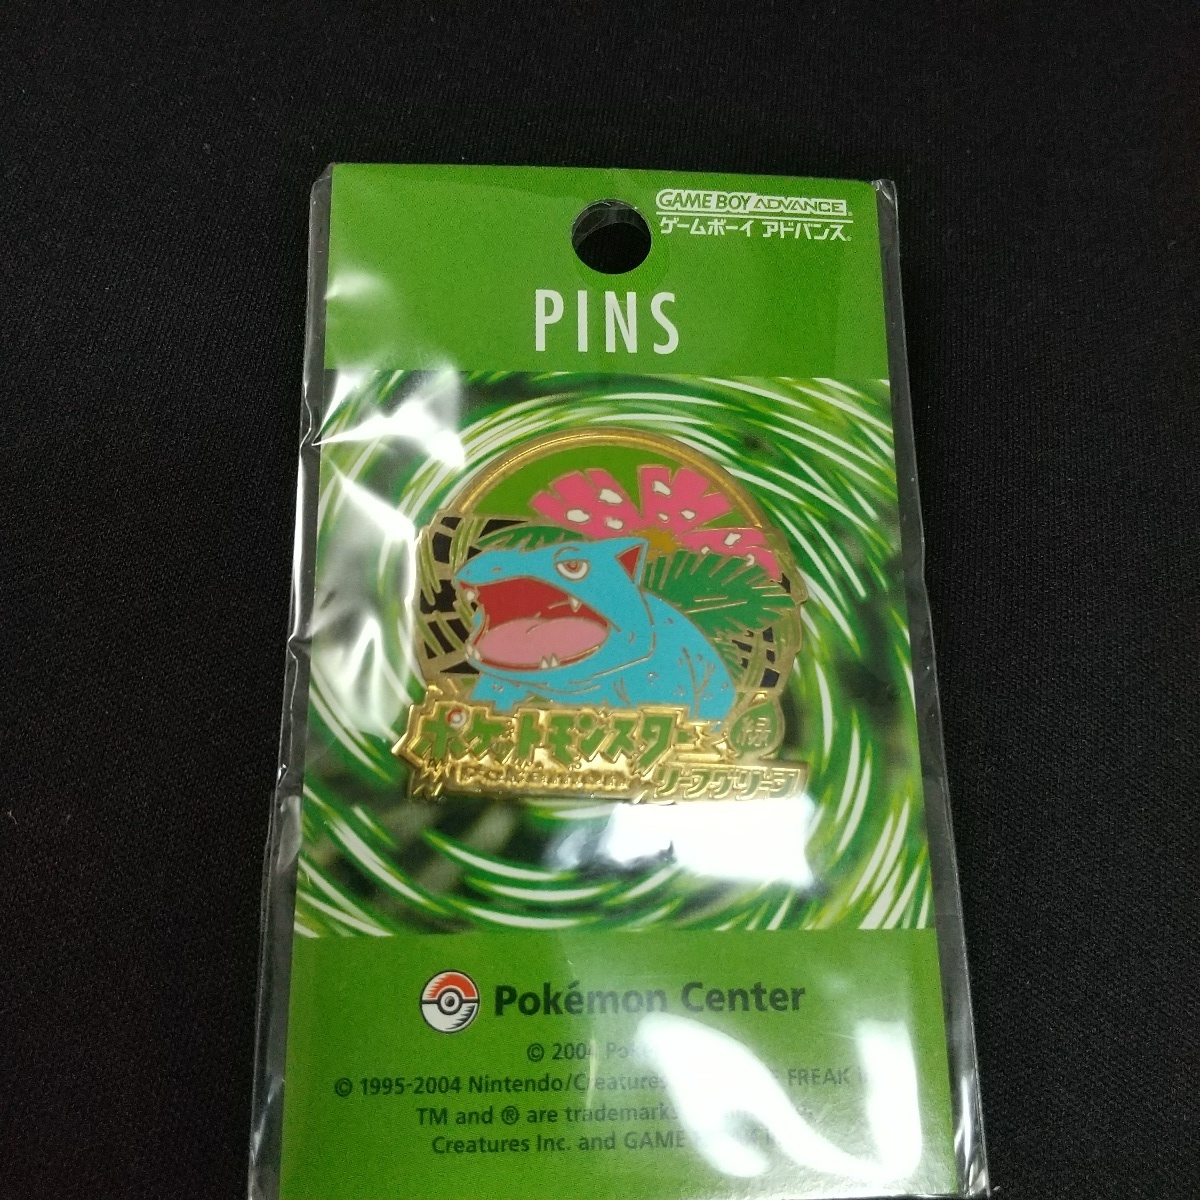 GAME BOY ADVANCE
ゲームボーイ アドバンス
PINS
ポケットモンスター 緑
POKéMON リーフグリーン
Pokémon Center
© 2004
© 1995-2004 Nintendo/Creatures FREAK
TM and ® are trademarks
Creatures Inc. and GAME